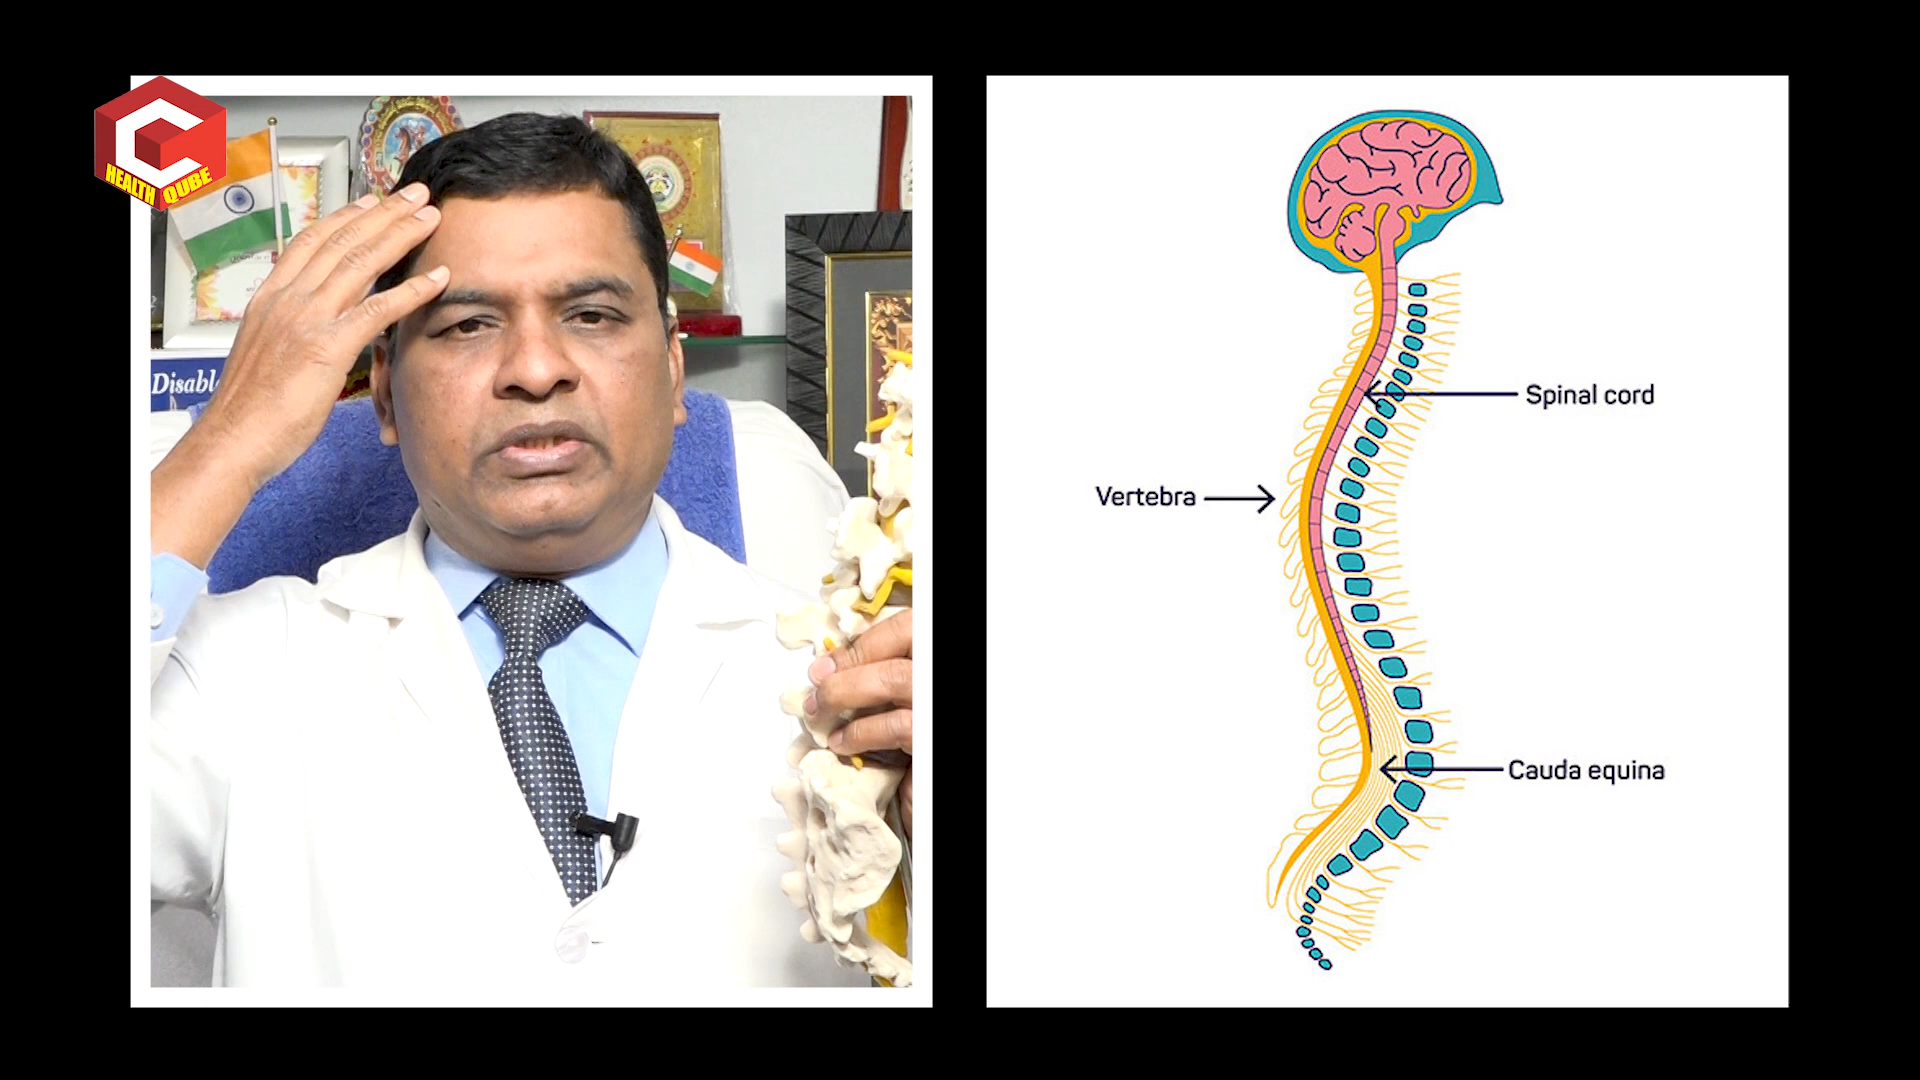 HEALTH QUBE
Disabl
Spinal cord
Vertebra
Cauda equina